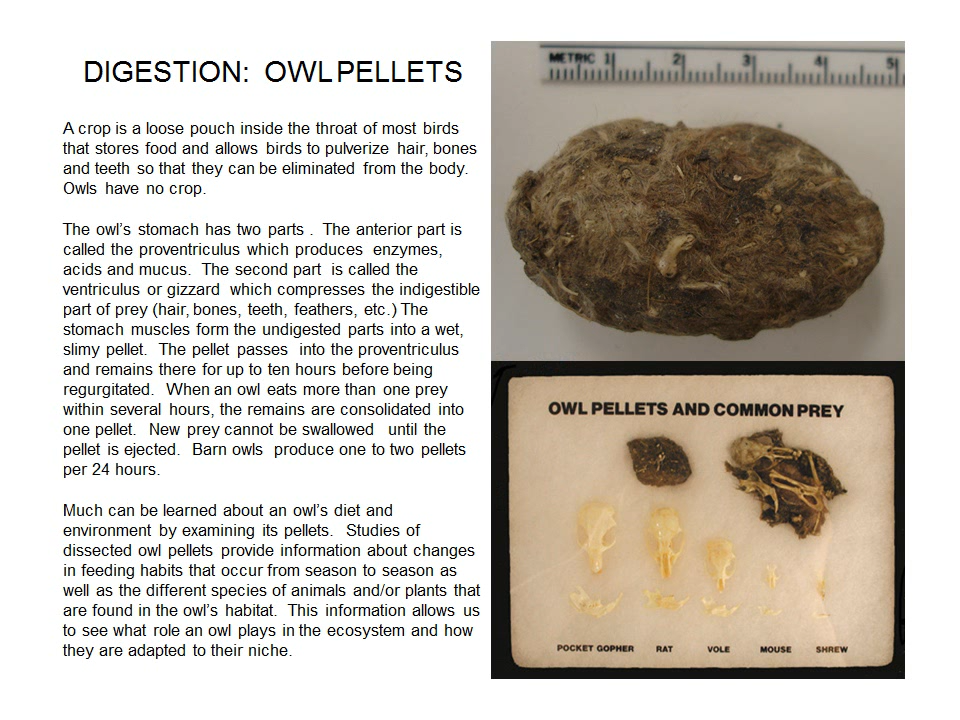 DIGESTION: OWL PELLETS
A crop is a loose pouch inside the throat of most birds
that stores food and allows birds to pulverize hair, bones
and teeth so that they can be eliminated from the body.
Owls have no crop.
The owl's stomach has two parts . The anterior part is
called the proventriculus which produces enzymes,
acids and mucus. The second part is called the
ventriculus or gizzard which compresses the indigestible
part of prey (hair, bones, teeth, feathers, etc.) The
stomach muscles form the undigested parts into a wet,
slimy pellet. The pellet passes into the proventriculus
and remains there for up to ten hours before being
regurgitated. When an owl eats more than one prey
within several hours, the remains are consolidated into
one pellet. New prey cannot be swallowed until the
pellet is ejected. Barn owls produce one to two pellets
per 24 hours.
Much can be learned about an owl's diet and
environment by examining its pellets. Studies of
dissected owl pellets provide information about changes
in feeding habits that occur from season to season as
well as the different species of animals and/or plants that
are found in the owl's habitat. This information allows us
to see what role an owl plays in the ecosystem and how
they are adapted to their niche.
METRIC 1 2 3 4 5
OWL PELLETS AND COMMON PREY
POCKET GOPHER RAT VOLE MOUSE SHREW